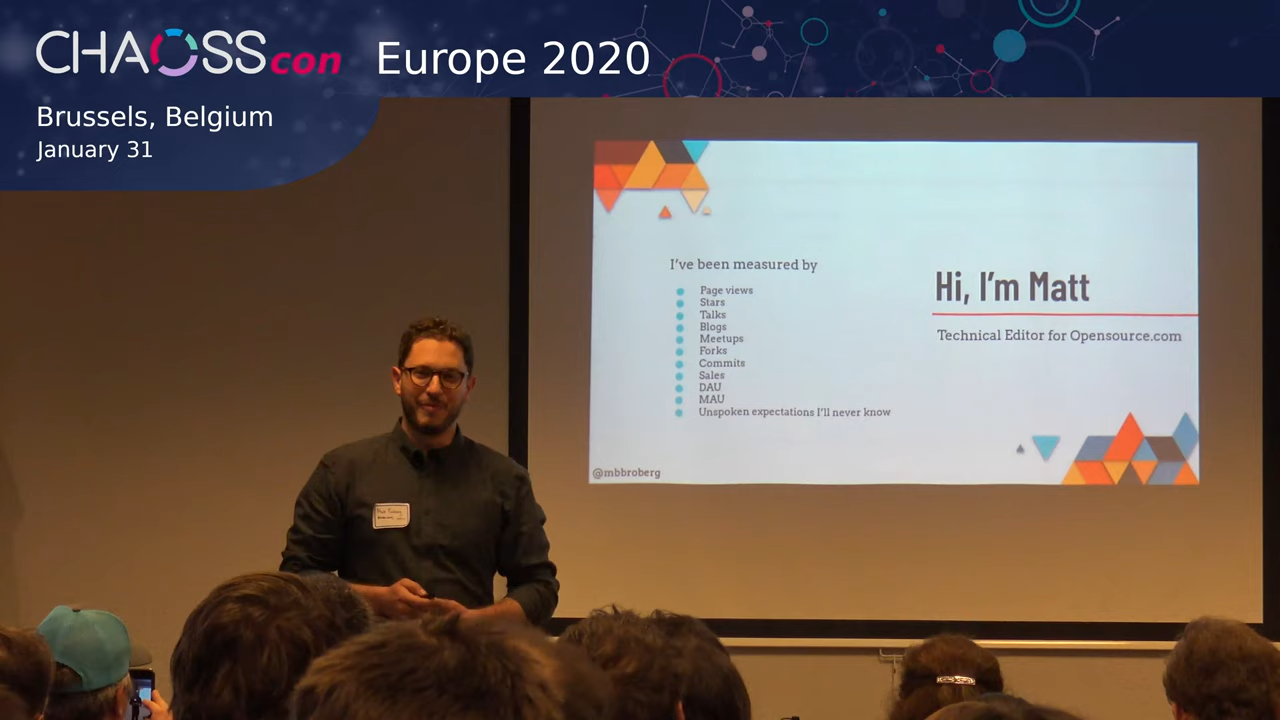 CHAOSScon Europe 2020
Brussels, Belgium
January 31
I've been measured by
Page views
Stars
Talks
Blogs
Meetups
Forks
Commits
Sales
DAU
MAU
Unspoken expectations I'll never know
Hi, I'm Matt
Technical Editor for Opensource.com
@mbbroberg